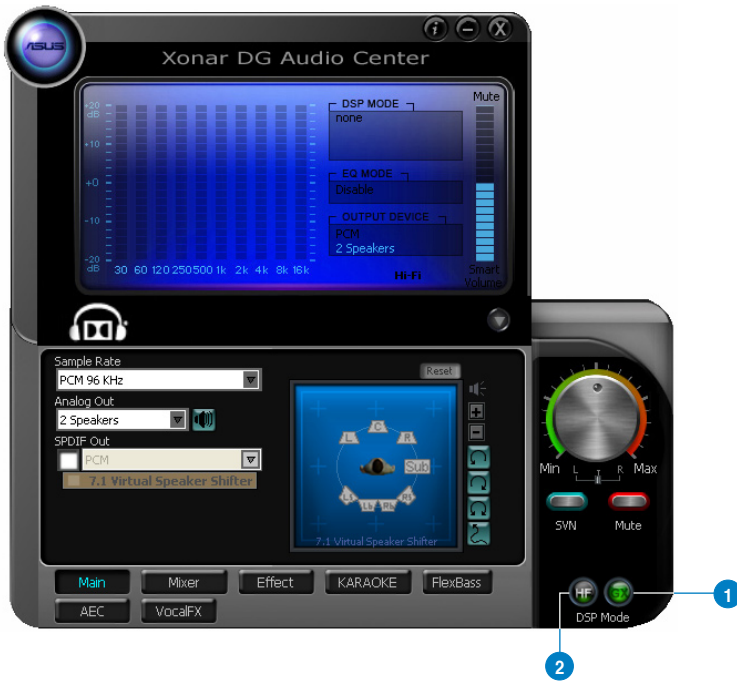 ASUS
i
X
Xonar DG Audio Center
+20
dB
+10
+0
-10
-20
dB
30 60 120 250 500 1k 2k 4k 8k 16k
DSP MODE
none
EQ MODE
Disable
OUTPUT DEVICE
PCM
2 Speakers
Hi-Fi
Mute
Smart
Volume
Sample Rate
PCM 96 KHz
Analog Out
2 Speakers
SPDIF Out
PCM
7.1 Virtual Speaker Shifter
Reset
L C R
Sub
Ls Lb Rb Rs
7.1 Virtual Speaker Shifter
Min L R Max
SVN Mute
HF GX
DSP Mode
Main Mixer Effect KARAOKE FlexBass
AEC VocalFX
1
2